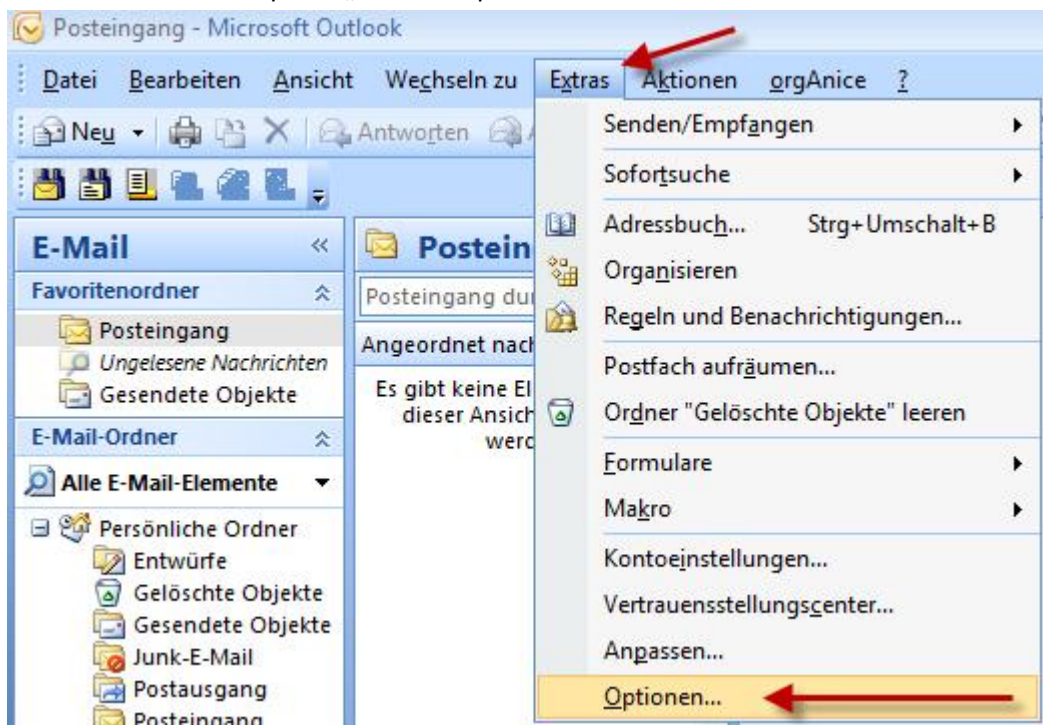 Posteingang - Microsoft Outlook
Datei Bearbeiten Ansicht Wechseln zu Extras Aktionen orgAnice ?
Neu Antworten
Senden/Empfangen
Sofortsuche
Adressbuch... Strg+Umschalt+B
Organisieren
Regeln und Benachrichtigungen...
Postfach aufräumen...
Ordner "Gelöschte Objekte" leeren
Formulare
Makro
Kontoeinstellungen...
Vertrauensstellungscenter...
Anpassen...
Optionen...
E-Mail
Favoritenordner
Posteingang
Ungelesene Nachrichten
Gesendete Objekte
E-Mail-Ordner
Alle E-Mail-Elemente
Persönliche Ordner
Entwürfe
Gelöschte Objekte
Gesendete Objekte
Junk-E-Mail
Postausgang
Posteingang
Postein
Posteingang du
Angeordnet nach
Es gibt keine El
dieser Ansich
werd